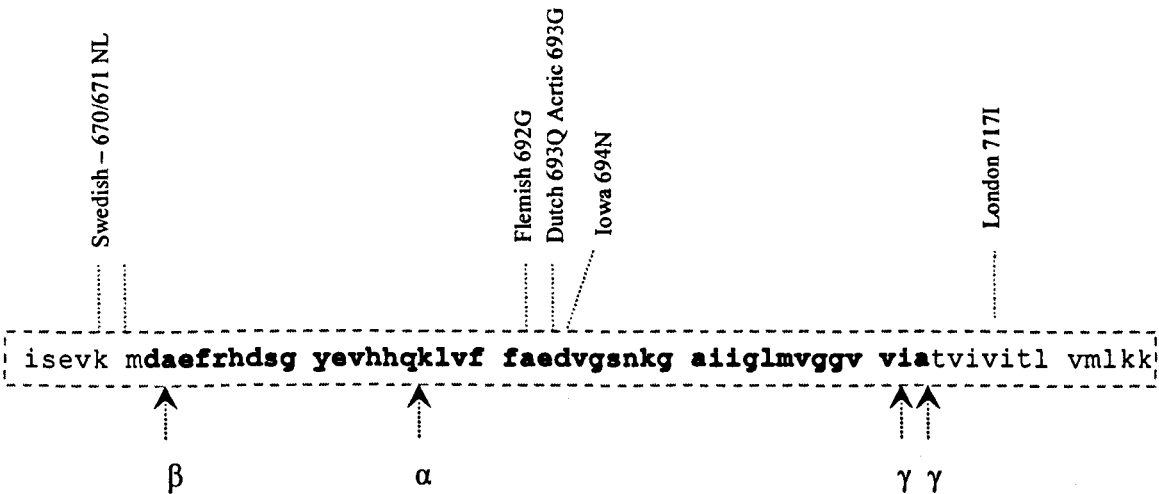 Swedish – 670/671 NL
Flemish 692G
Dutch 693Q Acrtic 693G
Iowa 694N
London 717I
isevk mdaefrhdsg yevhhqklvf faedvgsnkg aiiglmvggv viatvivitl vmlkk
β α γ γ